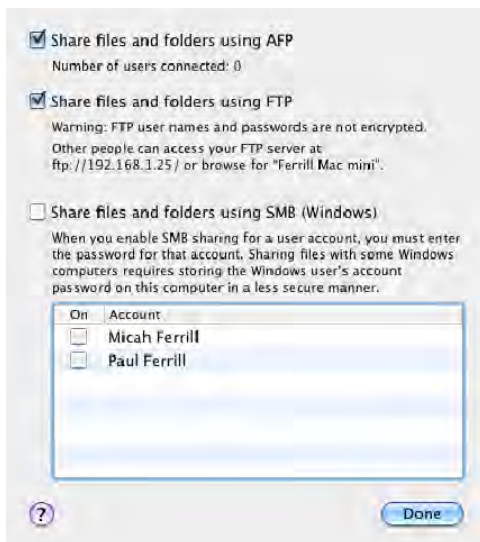 Share files and folders using AFP
Number of users connected: 0
Share files and folders using FTP
Warning: FTP user names and passwords are not encrypted.
Other people can access your FTP server at
ftp://192.168.1.25/ or browse for "Ferrill Mac mini".
Share files and folders using SMB (Windows)
When you enable SMB sharing for a user account, you must enter
the password for that account. Sharing files with some Windows
computers requires storing the Windows user's account
password on this computer in a less secure manner.
On Account
Micah Ferrill
Paul Ferrill
? Done